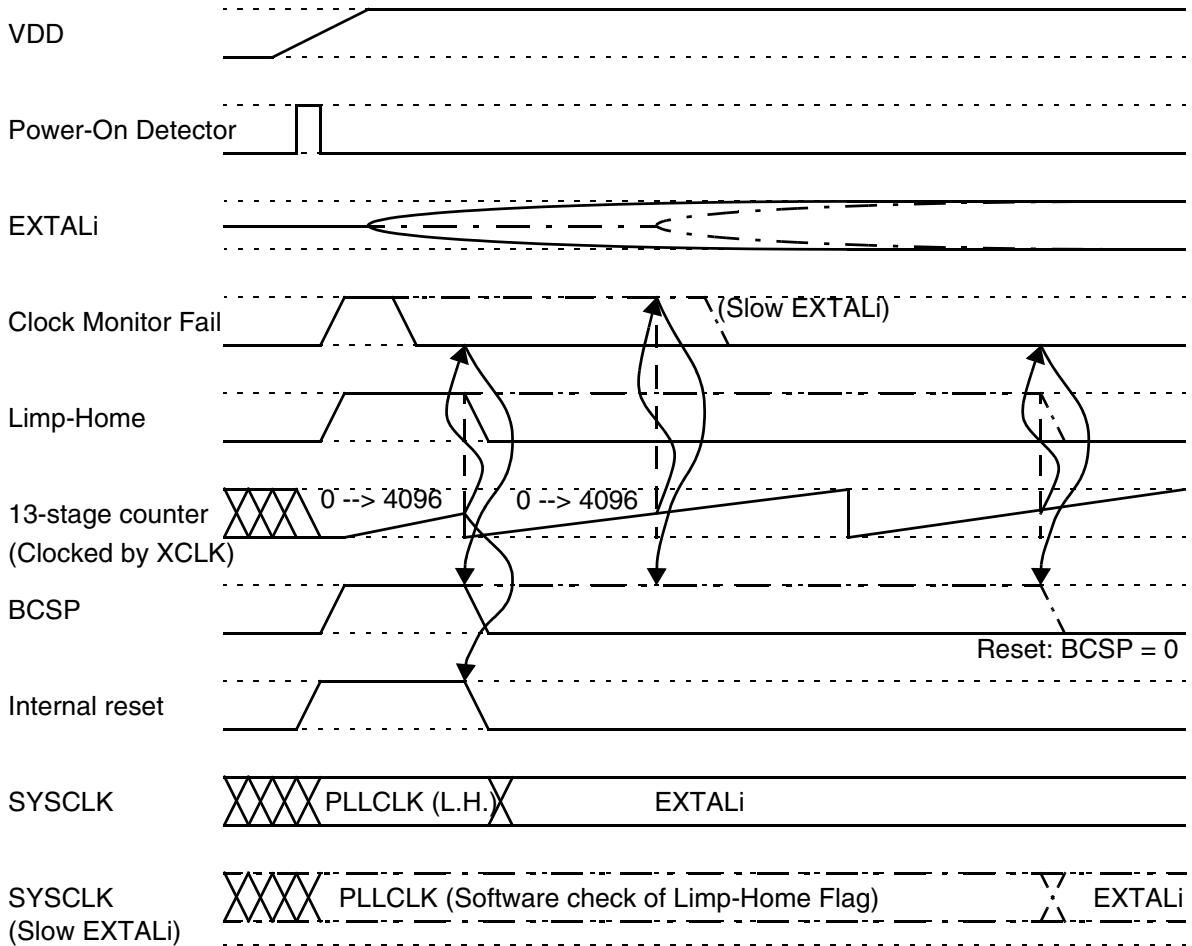 VDD
Power-On Detector
EXTALi
Clock Monitor Fail
(Slow EXTALi)
Limp-Home
0 --> 4096
0 --> 4096
13-stage counter
(Clocked by XCLK)
BCSP
Reset: BCSP = 0
Internal reset
SYSCLK
PLLCLK (L.H.)
EXTALi
SYSCLK
(Slow EXTALi)
PLLCLK (Software check of Limp-Home Flag)
EXTALi